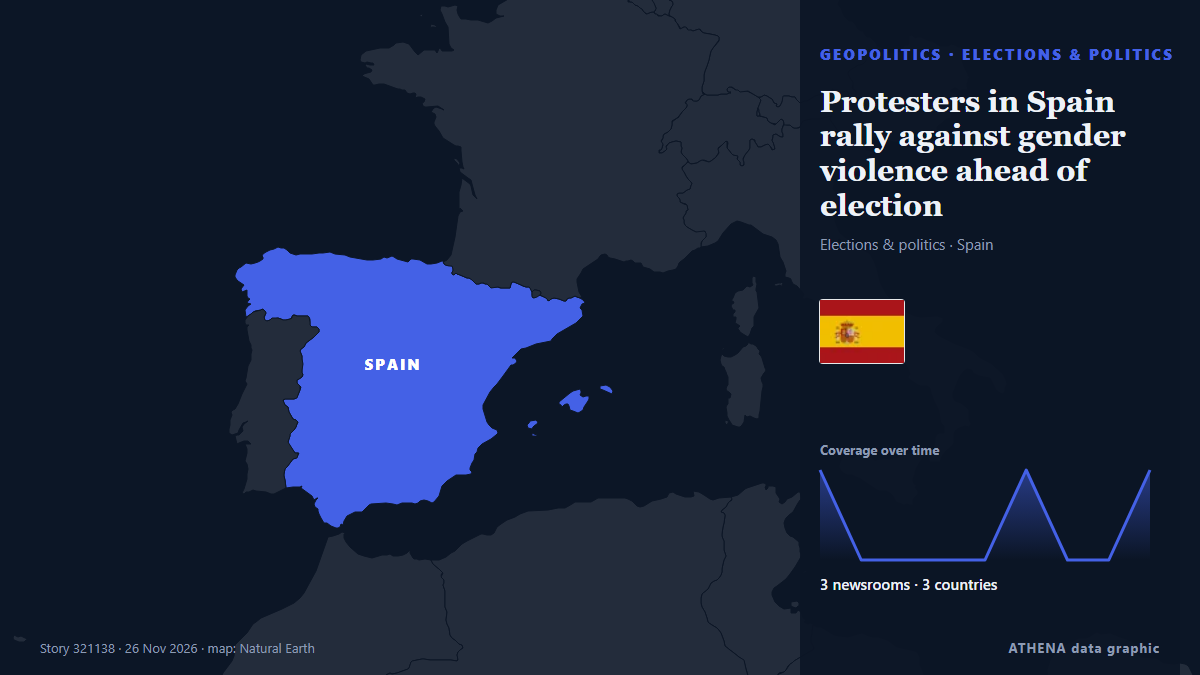 GEOPOLITICS · ELECTIONS & POLITICS
Protesters in Spain
rally against gender
violence ahead of
election
Elections & politics · Spain
SPAIN
Coverage over time
3 newsrooms · 3 countries
Story 321138 · 26 Nov 2026 · map: Natural Earth
ATHENA data graphic